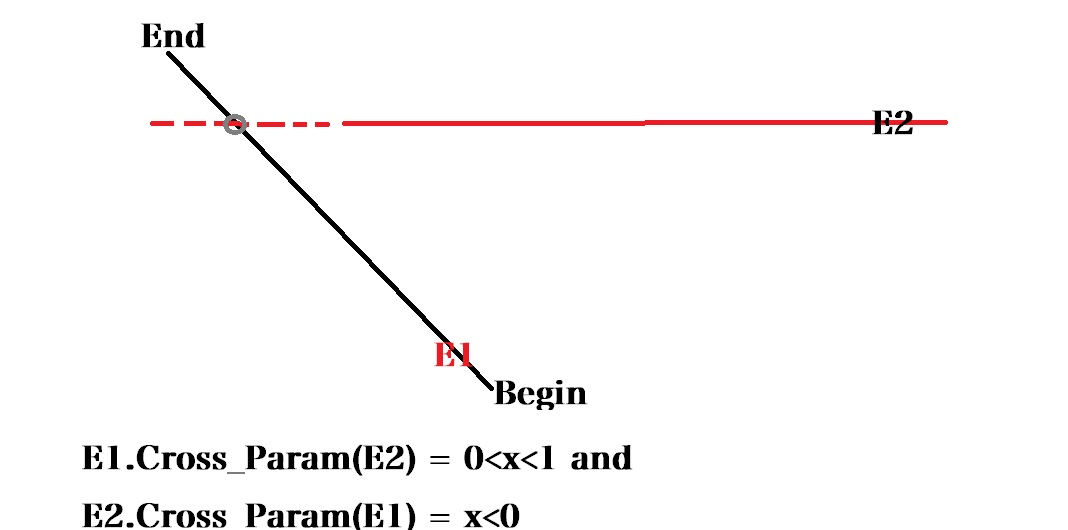 End
E2
E1
Begin
E1.Cross_Param(E2) = 0<x<1 and
E2.Cross_Param(E1) = x<0